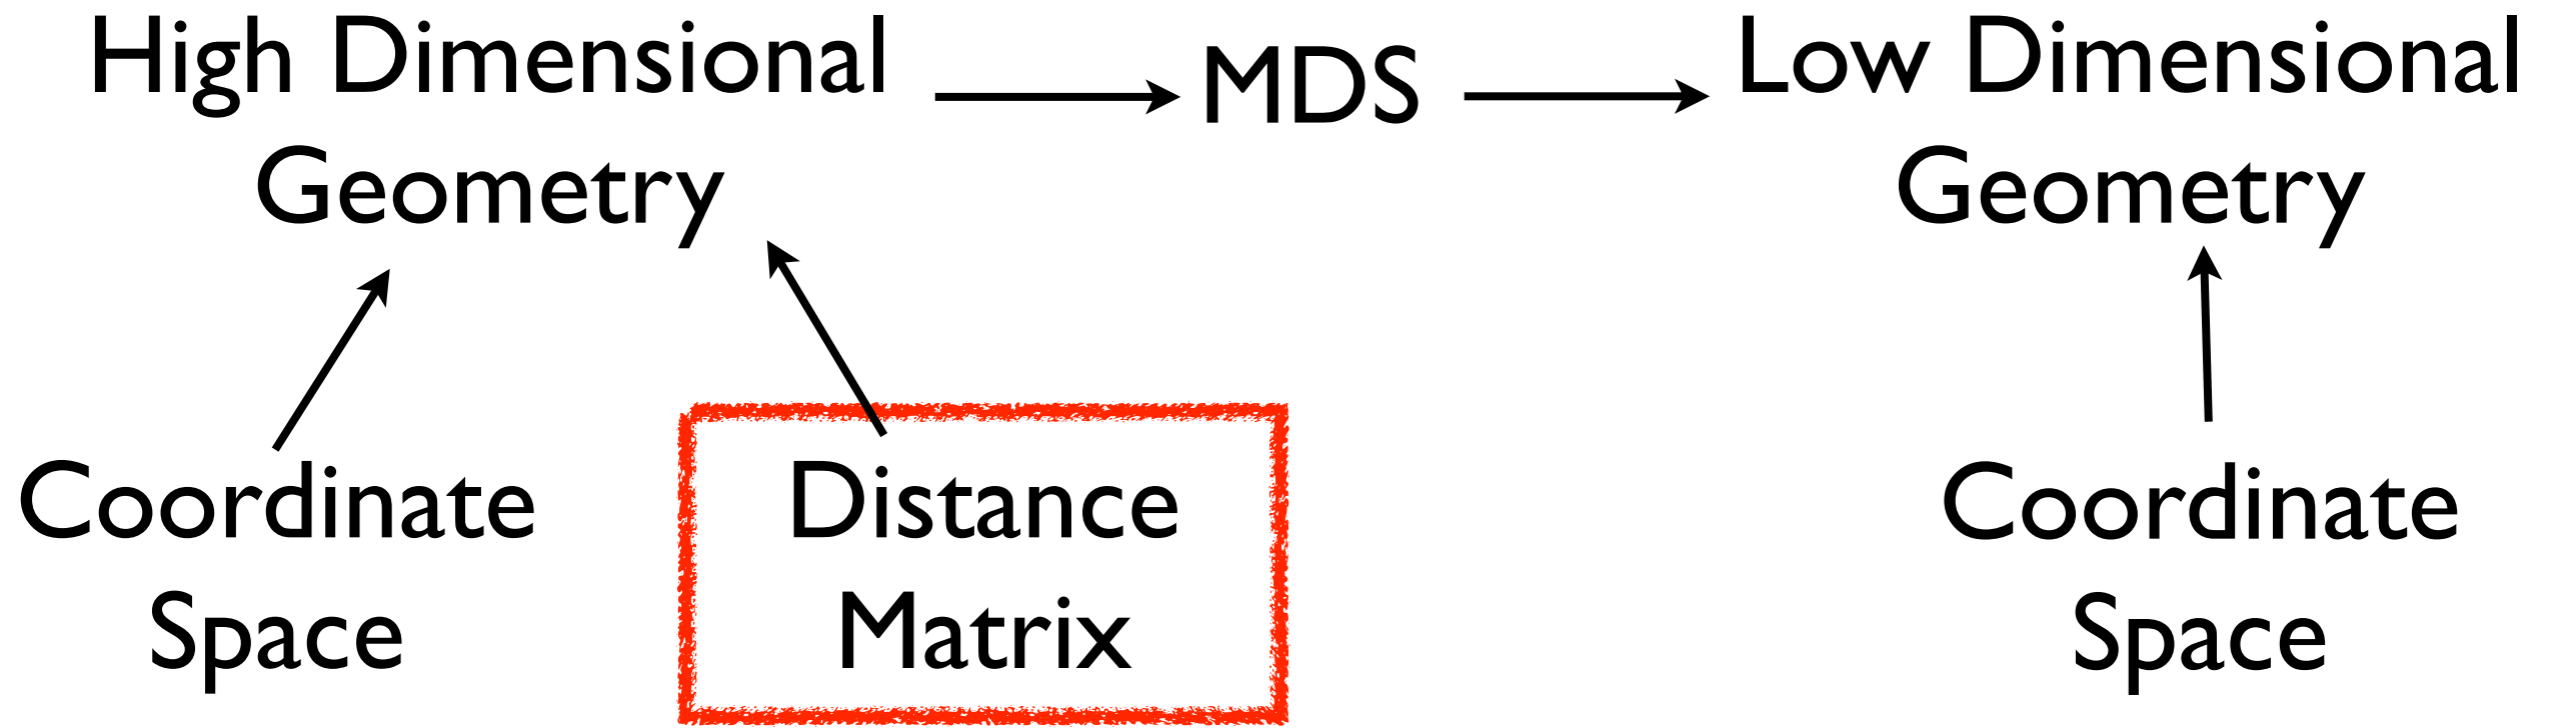 High Dimensional
Geometry
MDS
Low Dimensional
Geometry
Coordinate
Space
Distance
Matrix
Coordinate
Space